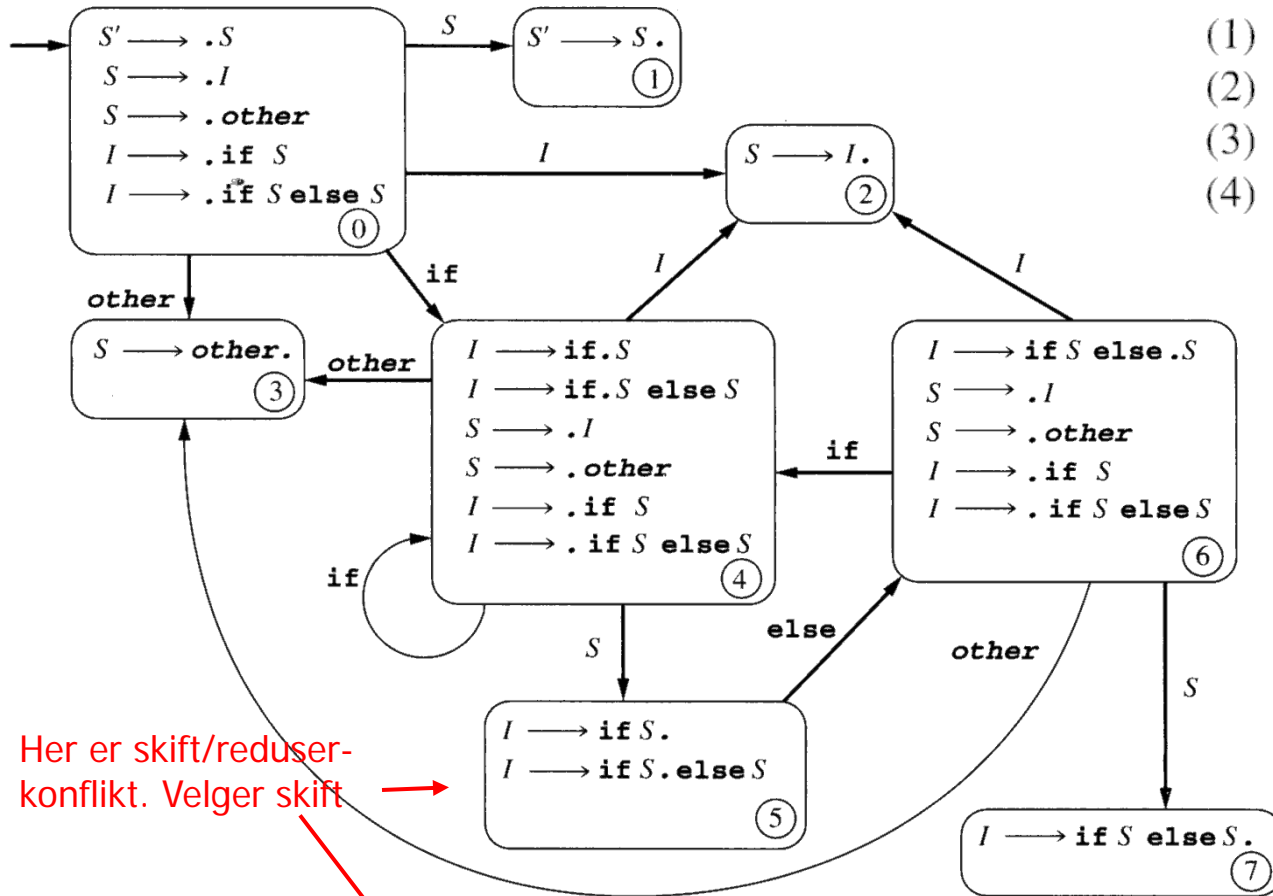 S' ⟶ .S
S ⟶ .I
S ⟶ .other
I ⟶ .if S
I ⟶ .if S else S
0
S
S' ⟶ S.
1
I
S ⟶ I.
2
(1)
(2)
(3)
(4)
other
if
I
I
S ⟶ other.
3
other
I ⟶ if.S
I ⟶ if.S else S
S ⟶ .I
S ⟶ .other
I ⟶ .if S
I ⟶ .if S else S
4
if
if
I ⟶ if S else.S
S ⟶ .I
S ⟶ .other
I ⟶ .if S
I ⟶ .if S else S
6
S
else
other
S
Her er skift/reduser-
konflikt. Velger skift
I ⟶ if S.
I ⟶ if S.else S
5
I ⟶ if S else S.
7